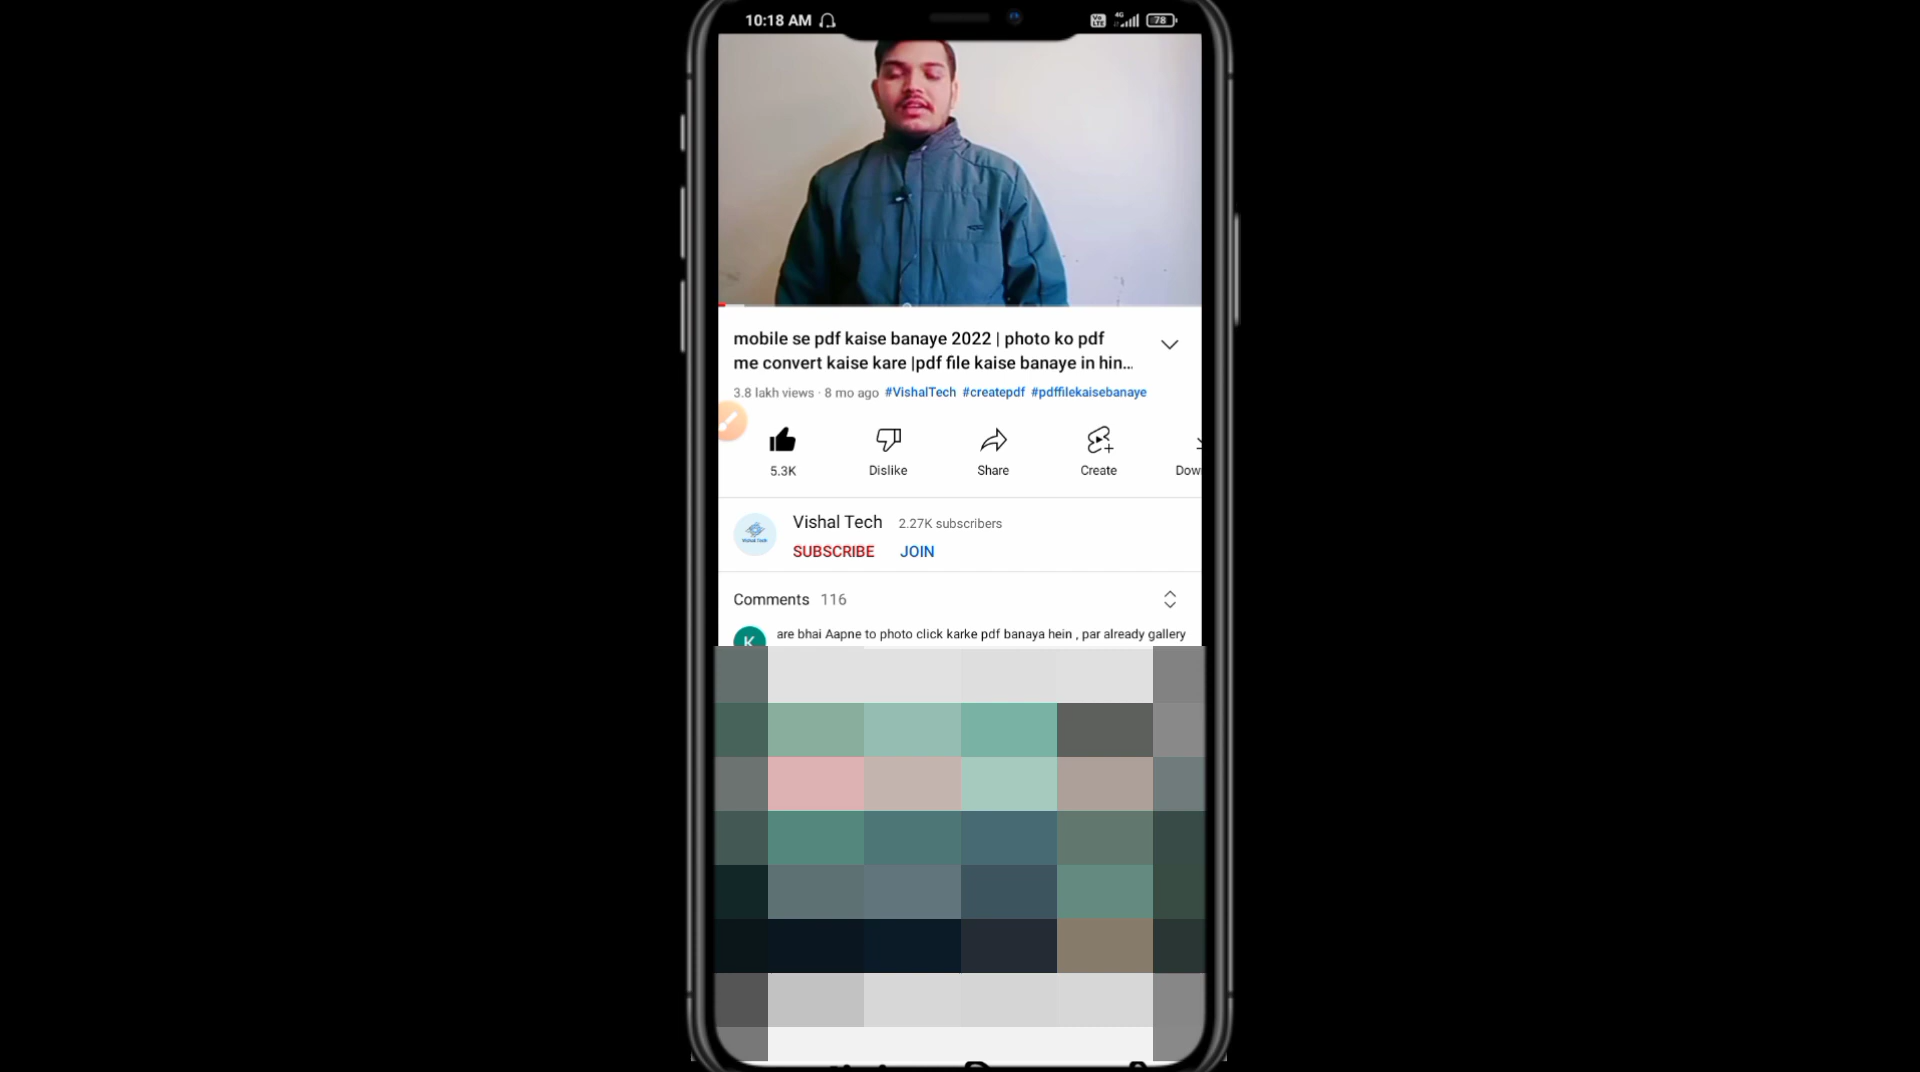 10:18 AM
4G
78
mobile se pdf kaise banaye 2022 | photo ko pdf
me convert kaise kare |pdf file kaise banaye in hin...
3.8 lakh views · 8 mo ago #VishalTech #createpdf #pdffilekaisebanaye
5.3K Dislike Share Create Dow
Vishal Tech 2.27K subscribers
Vishal Tech
SUBSCRIBE JOIN
Comments 116
K
are bhai Aapne to photo click karke pdf banaya hein , par already gallery